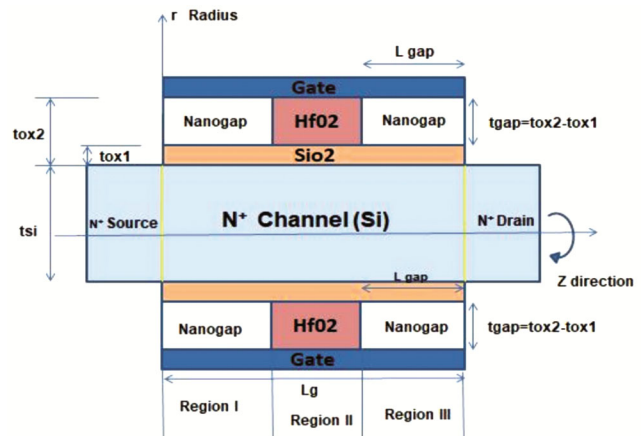 r Radius
L gap
Gate
Nanogap
Hf02
Nanogap
tgap=tox2-tox1
tox2
tox1
Sio2
tsi
N+ Source
N+ Channel (Si)
N+ Drain
Z direction
L gap
Nanogap
Hf02
Nanogap
tgap=tox2-tox1
Gate
Lg
Region I
Region II
Region III